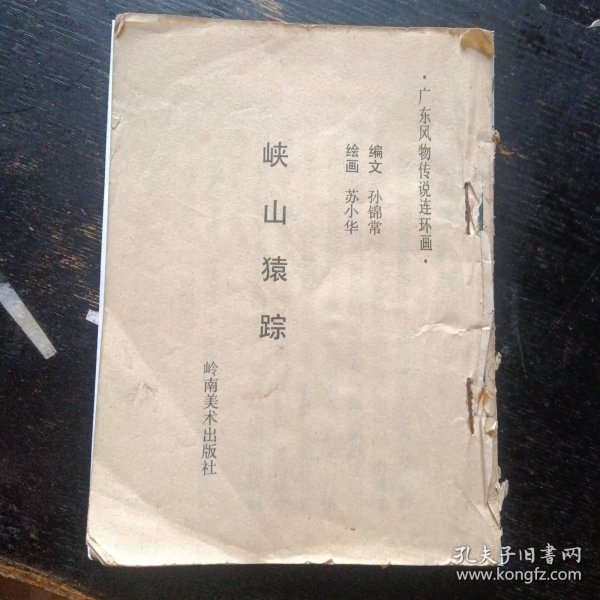 ·广东风物传说连环画·
编文 孙锦常
绘画 苏小华
峡山猿踪
岭南美术出版社
孔夫子旧书网
www.kongfz.com